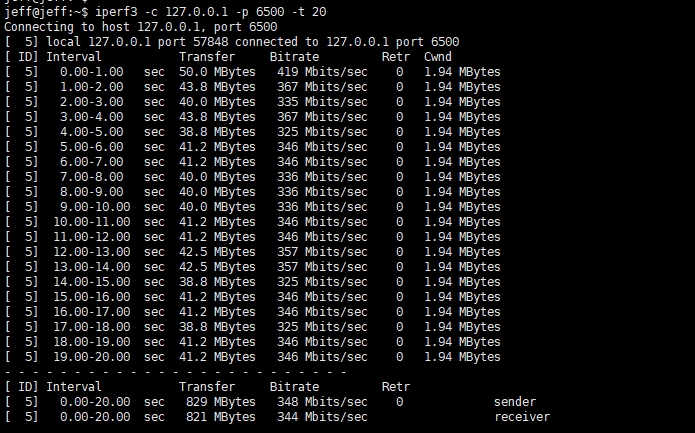 jeff@jeff:~$ iperf3 -c 127.0.0.1 -p 6500 -t 20
Connecting to host 127.0.0.1, port 6500
[  5] local 127.0.0.1 port 57848 connected to 127.0.0.1 port 6500
[ ID] Interval           Transfer     Bitrate         Retr  Cwnd
[  5]   0.00-1.00   sec  50.0 MBytes   419 Mbits/sec    0   1.94 MBytes
[  5]   1.00-2.00   sec  43.8 MBytes   367 Mbits/sec    0   1.94 MBytes
[  5]   2.00-3.00   sec  40.0 MBytes   335 Mbits/sec    0   1.94 MBytes
[  5]   3.00-4.00   sec  43.8 MBytes   367 Mbits/sec    0   1.94 MBytes
[  5]   4.00-5.00   sec  38.8 MBytes   325 Mbits/sec    0   1.94 MBytes
[  5]   5.00-6.00   sec  41.2 MBytes   346 Mbits/sec    0   1.94 MBytes
[  5]   6.00-7.00   sec  41.2 MBytes   346 Mbits/sec    0   1.94 MBytes
[  5]   7.00-8.00   sec  40.0 MBytes   336 Mbits/sec    0   1.94 MBytes
[  5]   8.00-9.00   sec  40.0 MBytes   336 Mbits/sec    0   1.94 MBytes
[  5]   9.00-10.00  sec  40.0 MBytes   336 Mbits/sec    0   1.94 MBytes
[  5]  10.00-11.00  sec  41.2 MBytes   346 Mbits/sec    0   1.94 MBytes
[  5]  11.00-12.00  sec  41.2 MBytes   346 Mbits/sec    0   1.94 MBytes
[  5]  12.00-13.00  sec  42.5 MBytes   357 Mbits/sec    0   1.94 MBytes
[  5]  13.00-14.00  sec  42.5 MBytes   357 Mbits/sec    0   1.94 MBytes
[  5]  14.00-15.00  sec  38.8 MBytes   325 Mbits/sec    0   1.94 MBytes
[  5]  15.00-16.00  sec  41.2 MBytes   346 Mbits/sec    0   1.94 MBytes
[  5]  16.00-17.00  sec  41.2 MBytes   346 Mbits/sec    0   1.94 MBytes
[  5]  17.00-18.00  sec  38.8 MBytes   325 Mbits/sec    0   1.94 MBytes
[  5]  18.00-19.00  sec  41.2 MBytes   346 Mbits/sec    0   1.94 MBytes
[  5]  19.00-20.00  sec  41.2 MBytes   346 Mbits/sec    0   1.94 MBytes
- - - - - - - - - - - - - - - - - - - - - - - - -
[ ID] Interval           Transfer     Bitrate         Retr
[  5]   0.00-20.00  sec   829 MBytes   348 Mbits/sec    0             sender
[  5]   0.00-20.00  sec   821 MBytes   344 Mbits/sec                  receiver